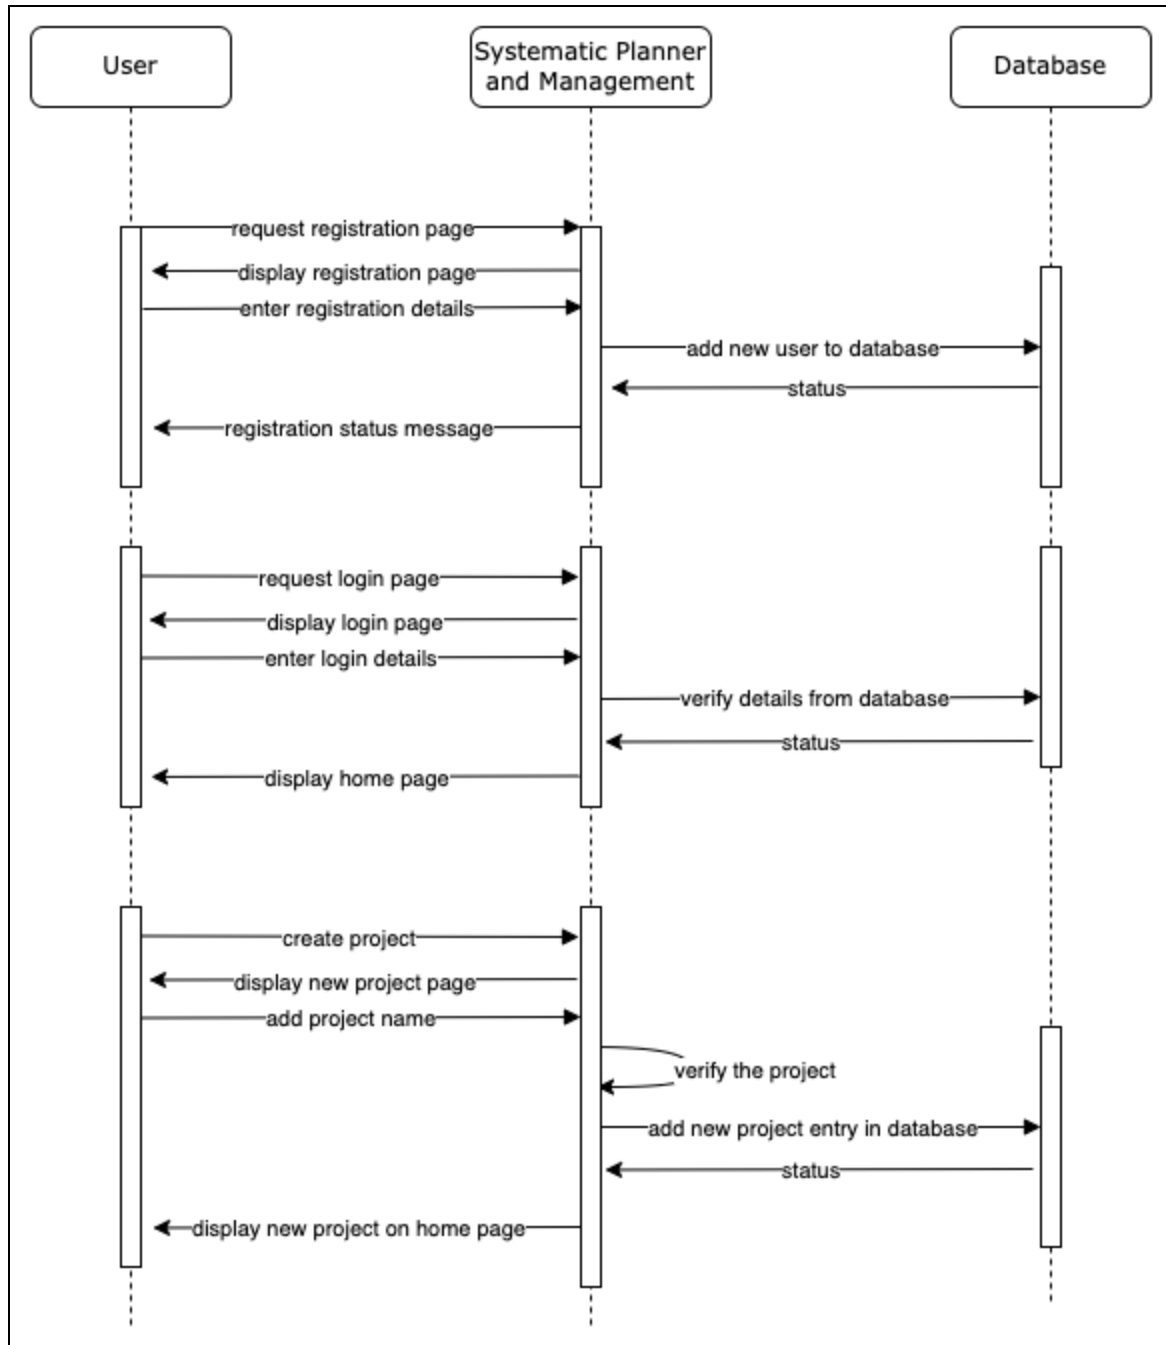 User
Systematic Planner
and Management
Database
request registration page
display registration page
enter registration details
add new user to database
status
registration status message
request login page
display login page
enter login details
verify details from database
status
display home page
create project
display new project page
add project name
verify the project
add new project entry in database
status
display new project on home page